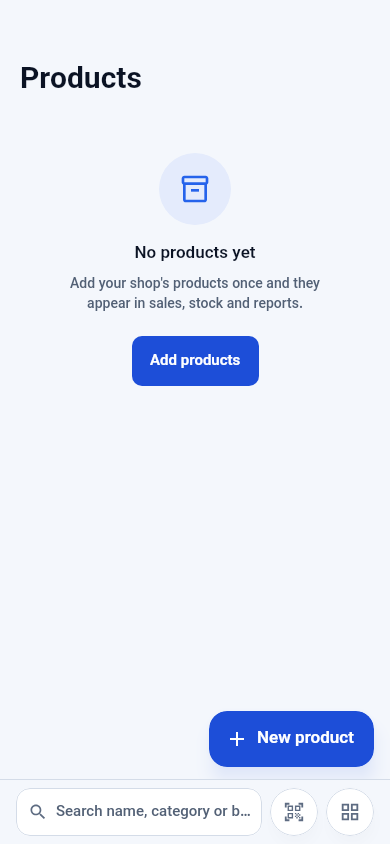 Products
No products yet
Add your shop's products once and they
appear in sales, stock and reports.
Add products
New product
Search name, category or b…